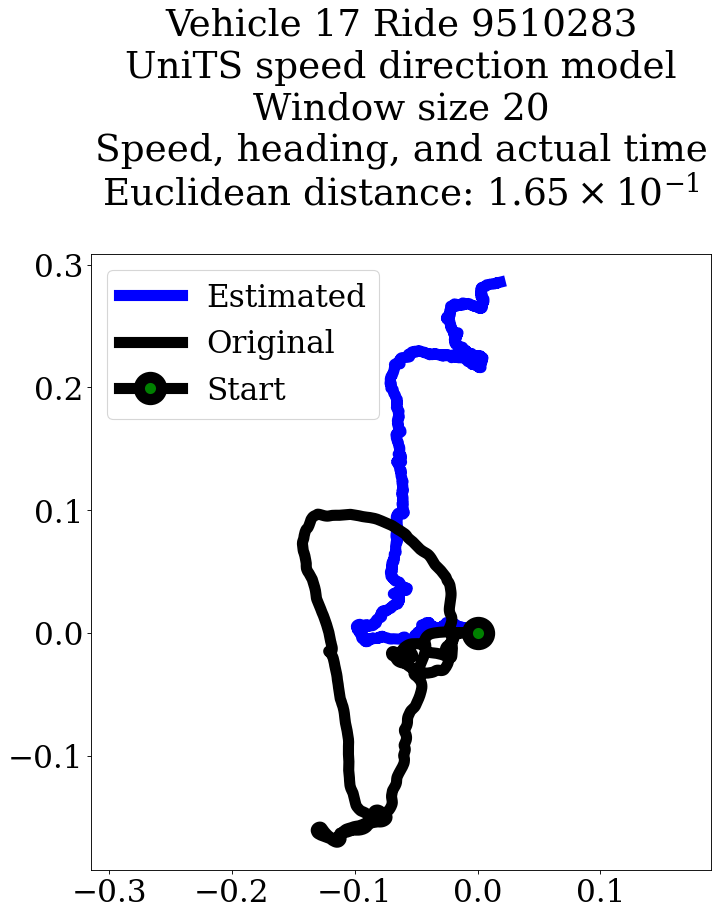 Vehicle 17 Ride 9510283
UniTS speed direction model
Window size 20
Speed, heading, and actual time
Euclidean distance: 1.65 × 10⁻¹
0.3
Estimated
Original
Start
0.2
0.1
0.0
−0.1
−0.3 −0.2 −0.1 0.0 0.1